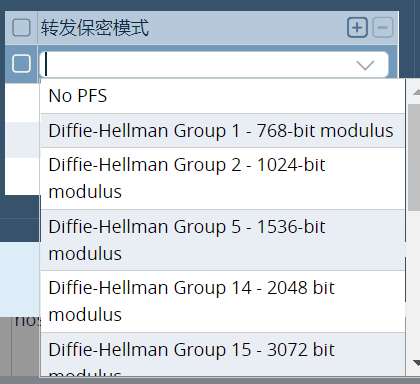 转发保密模式
No PFS
Diffie-Hellman Group 1 - 768-bit modulus
Diffie-Hellman Group 2 - 1024-bit
modulus
Diffie-Hellman Group 5 - 1536-bit
modulus
Diffie-Hellman Group 14 - 2048 bit
modulus
Diffie-Hellman Group 15 - 3072 bit
modulus